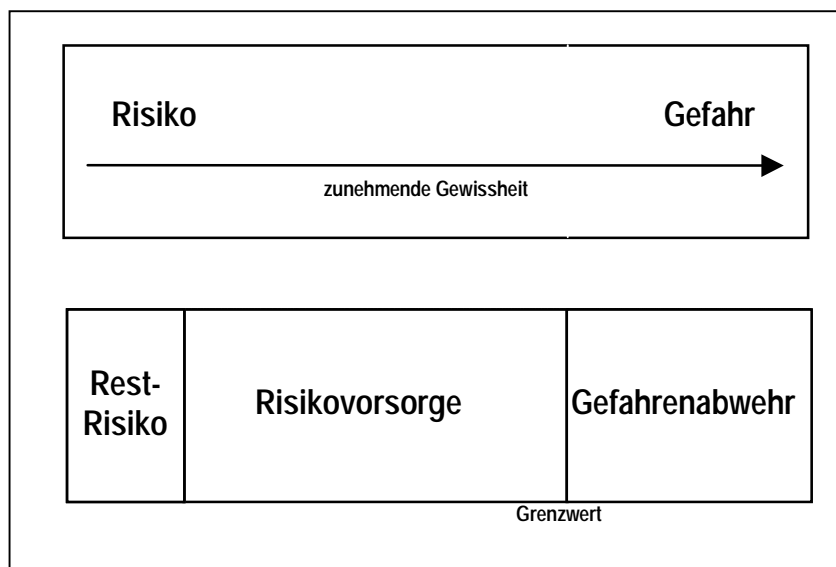 Risiko Gefahr
zunehmende Gewissheit
Rest-
Risiko
Risikovorsorge
Gefahrenabwehr
Grenzwert